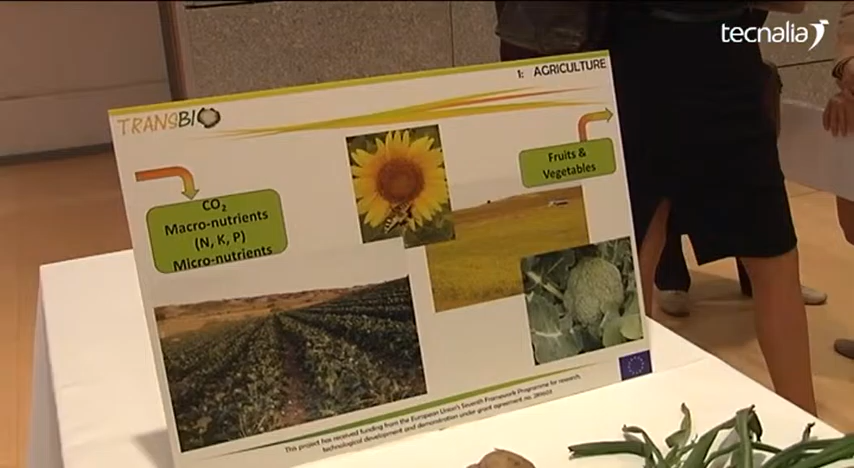 tecnalia
1: AGRICULTURE
TRANSBIO
Fruits &
Vegetables
CO₂
Macro-nutrients
(N, K, P)
Micro-nutrients
This project has received funding from the European Union's Seventh Framework Programme for research,
technological development and demonstration under grant agreement no.